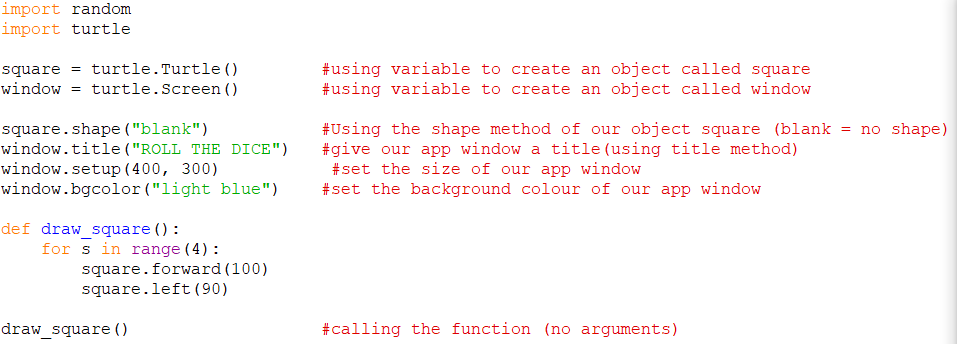 import random
import turtle
square = turtle.Turtle() #using variable to create an object called square
window = turtle.Screen() #using variable to create an object called window
square.shape("blank") #Using the shape method of our object square (blank = no shape)
window.title("ROLL THE DICE") #give our app window a title(using title method)
window.setup(400, 300) #set the size of our app window
window.bgcolor("light blue") #set the background colour of our app window
def draw_square():
    for s in range(4):
        square.forward(100)
        square.left(90)
draw_square() #calling the function (no arguments)